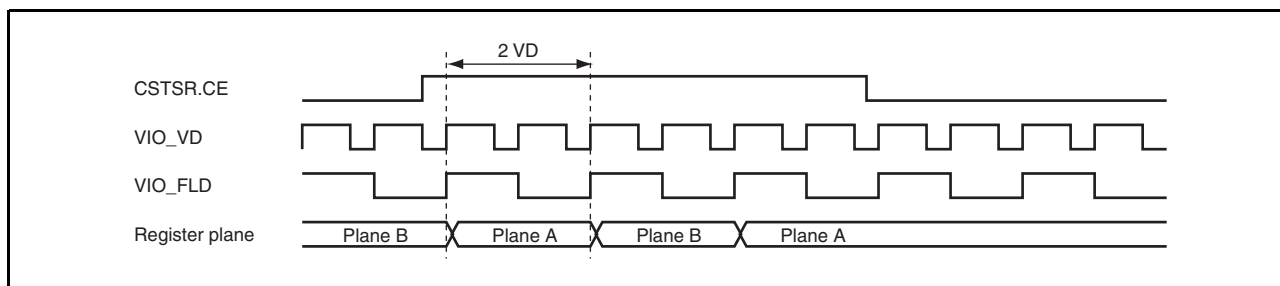 2 VD
CSTSR.CE
VIO_VD
VIO_FLD
Register plane Plane B Plane A Plane B Plane A